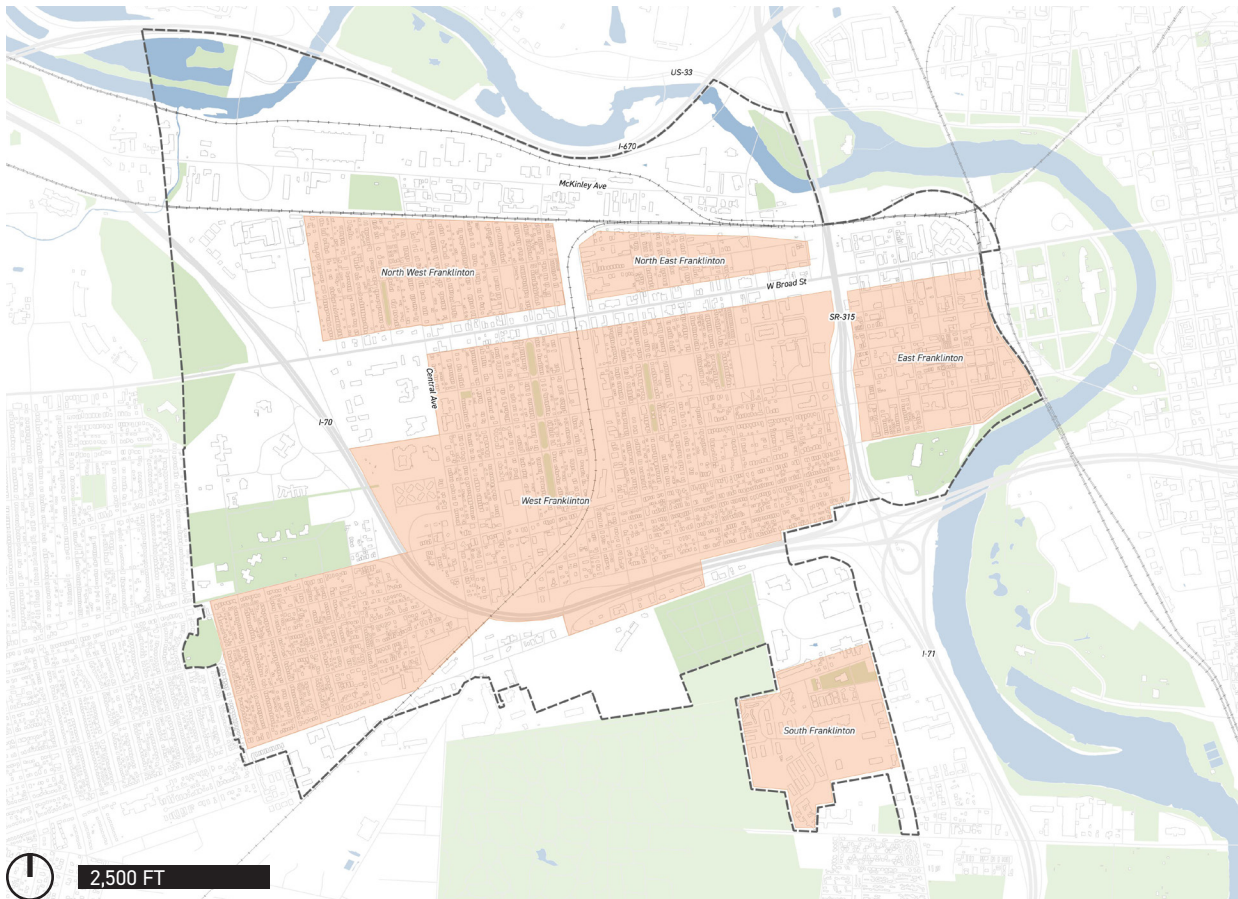 US-33
I-670
McKinley Ave
North West Franklinton
North East Franklinton
W Broad St
SR-315
East Franklinton
Central Ave
I-70
West Franklinton
I-71
South Franklinton
2,500 FT